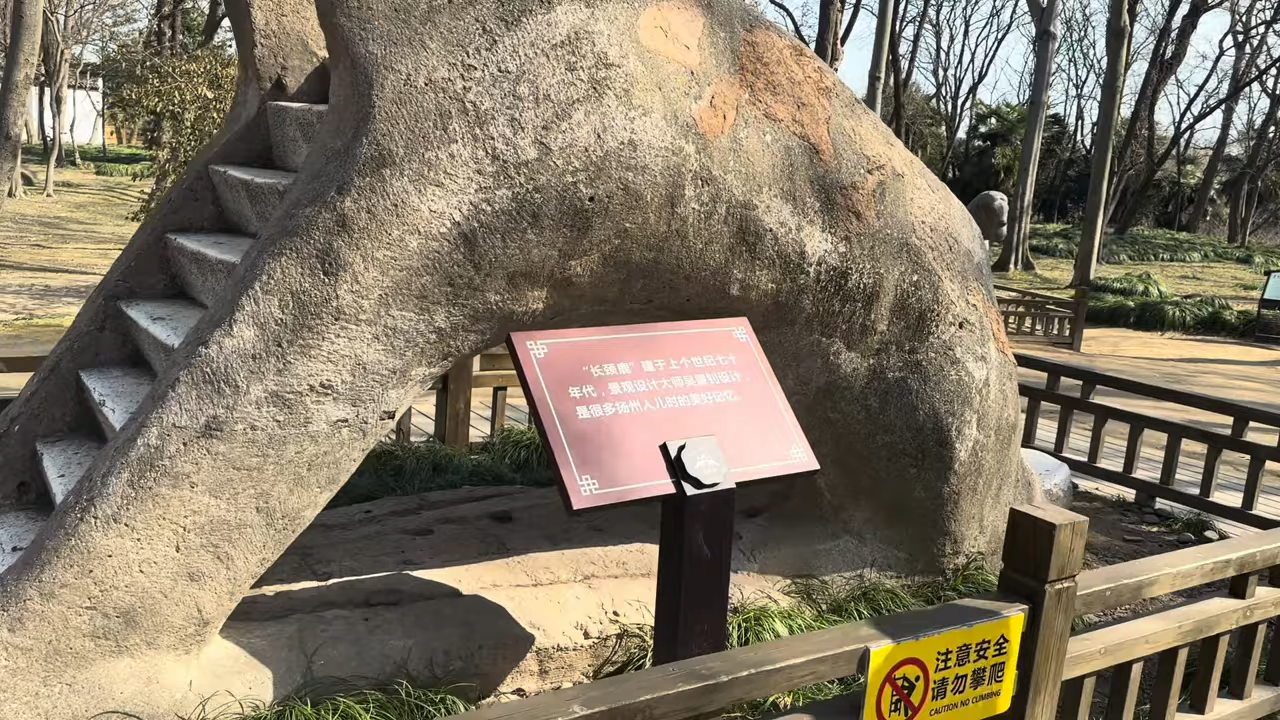 “长颈鹿”建于上个世纪七十
年代，景观设计大师吴肇钊设计，
是很多扬州人儿时的美好记忆。
注意安全
请勿攀爬
CAUTION NO CLIMBING